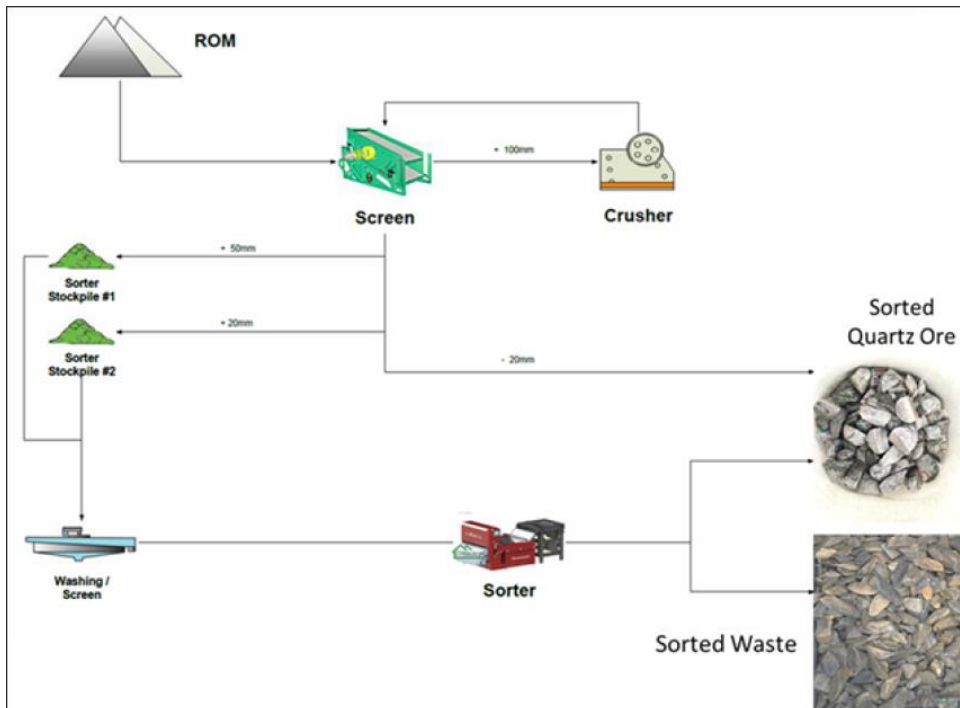 ROM
+ 100mm
Screen
Crusher
+ 50mm
Sorter
Stockpile #1
+20mm
Sorter
Stockpile #2
- 20mm
Sorted
Quartz Ore
Washing /
Screen
Sorter
Sorted Waste